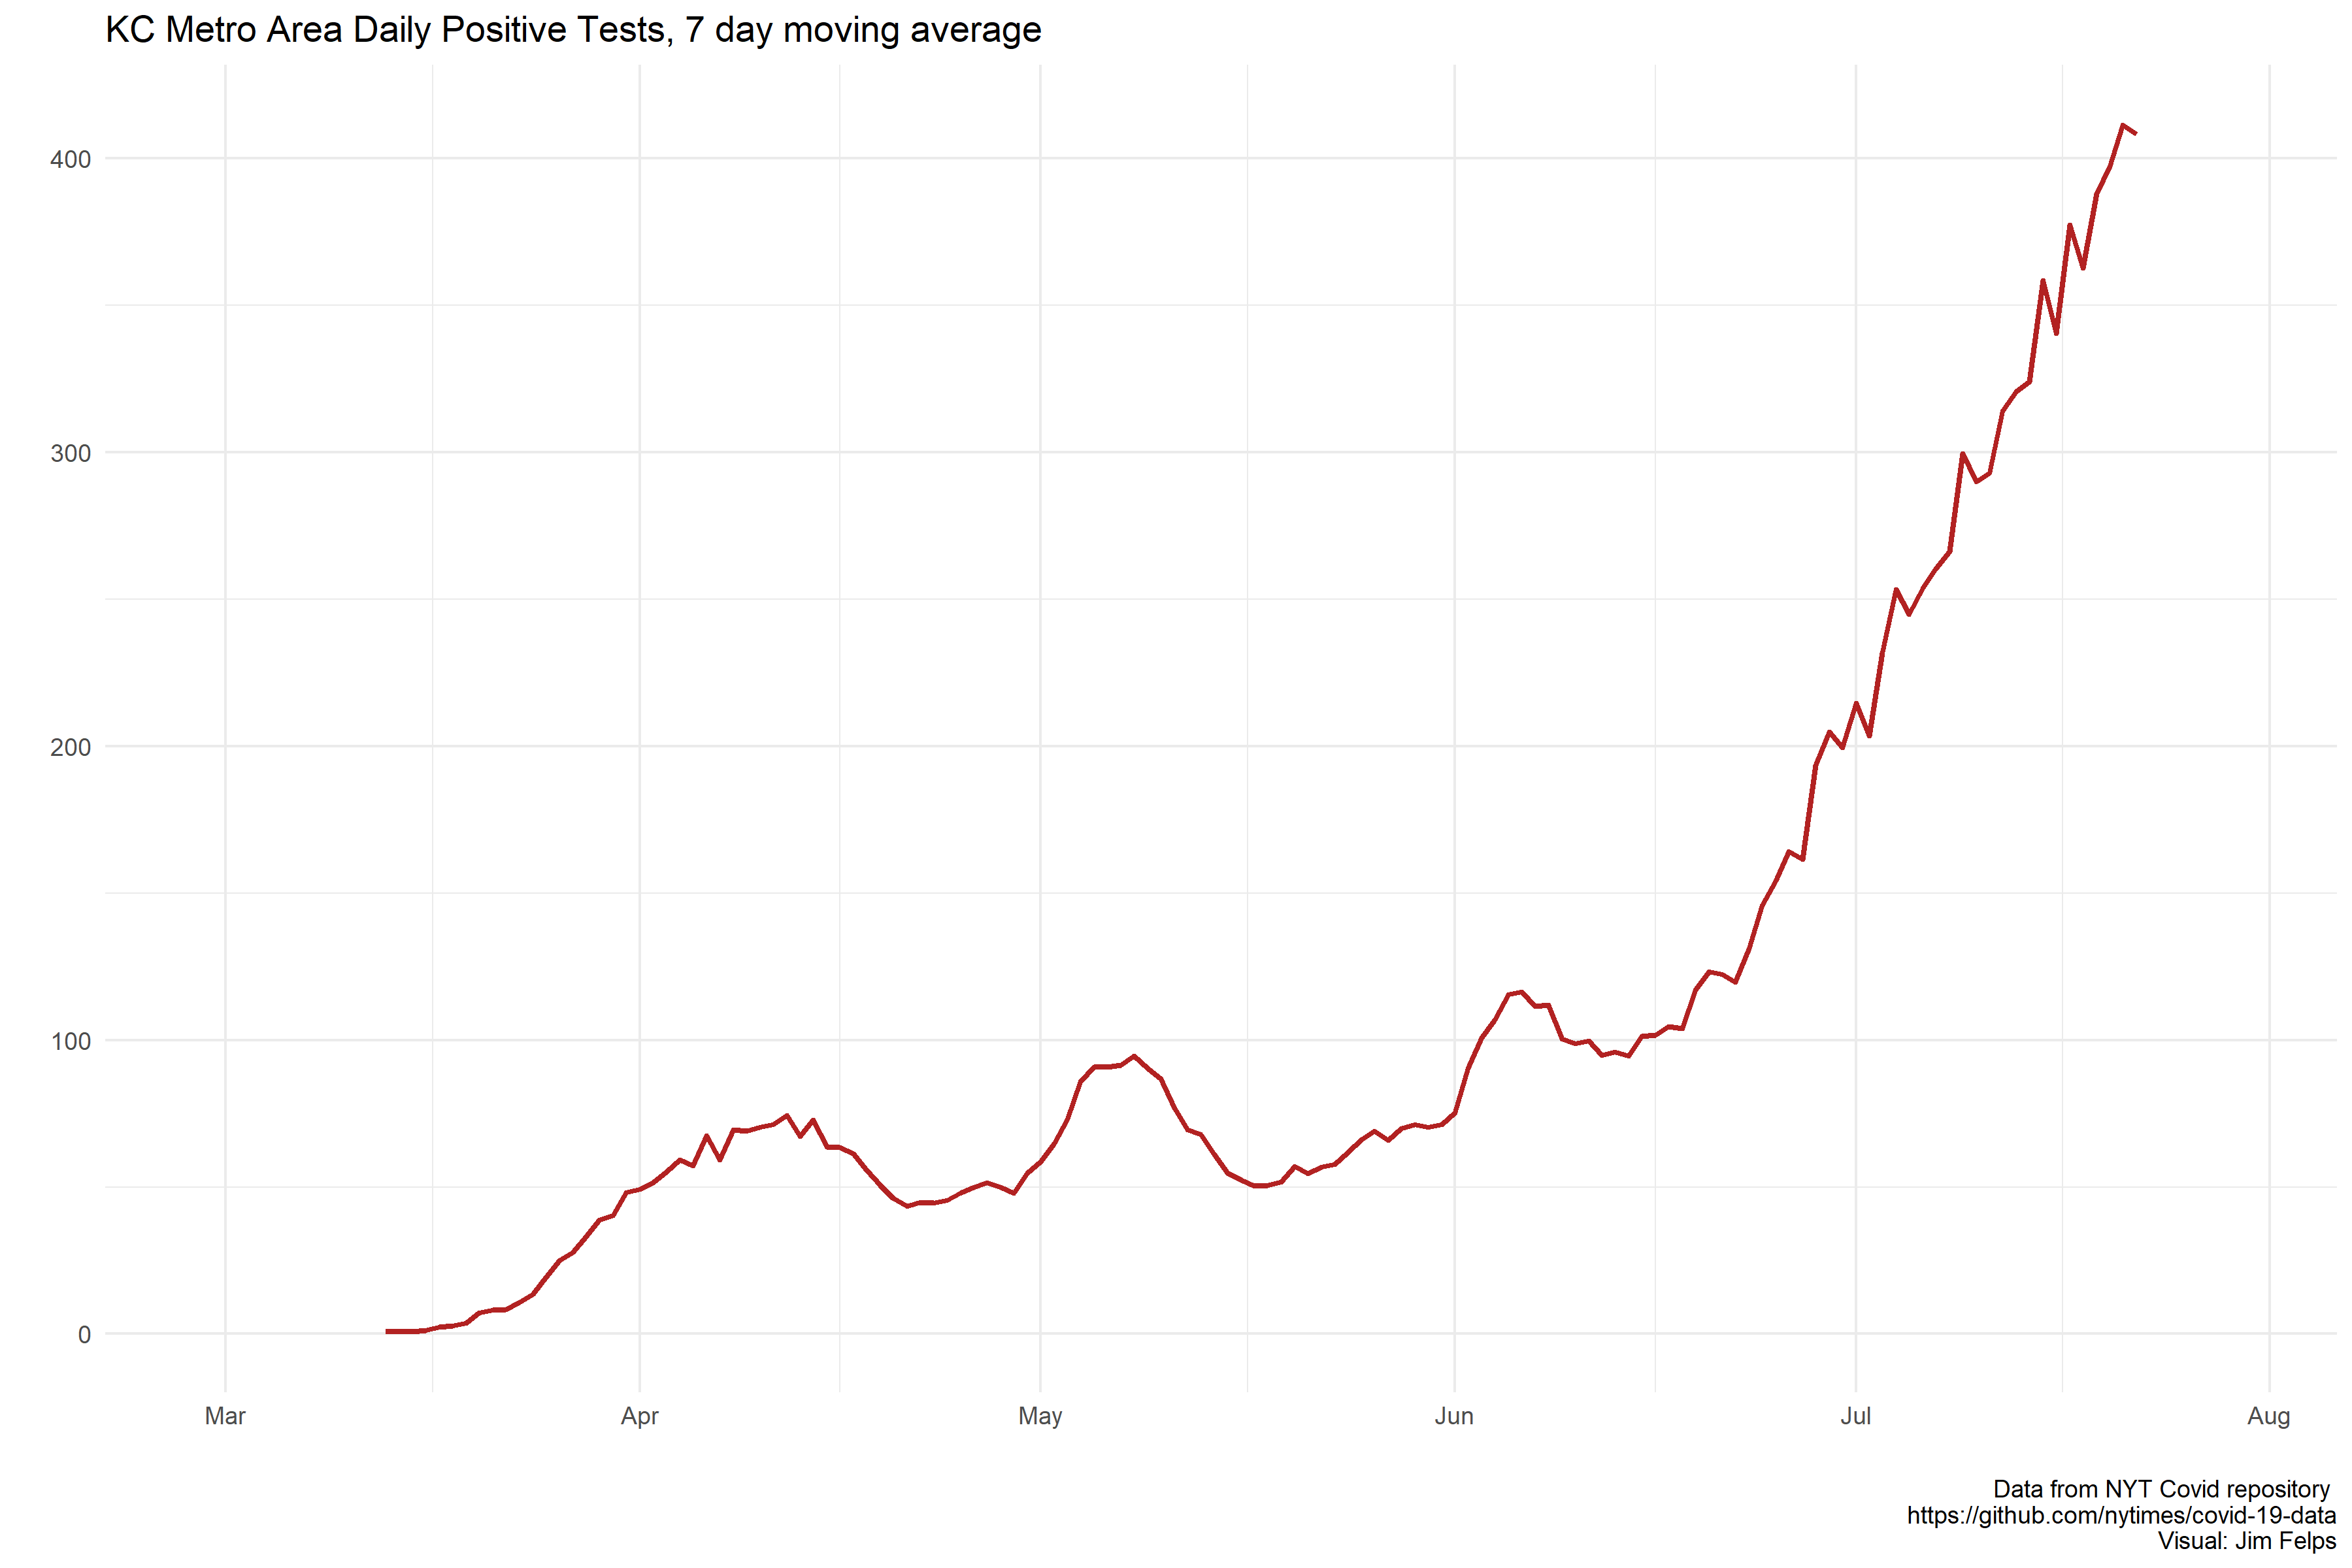 KC Metro Area Daily Positive Tests, 7 day moving average
400
300
200
100
0
Mar Apr May Jun Jul Aug
Data from NYT Covid repository
https://github.com/nytimes/covid-19-data
Visual: Jim Felps